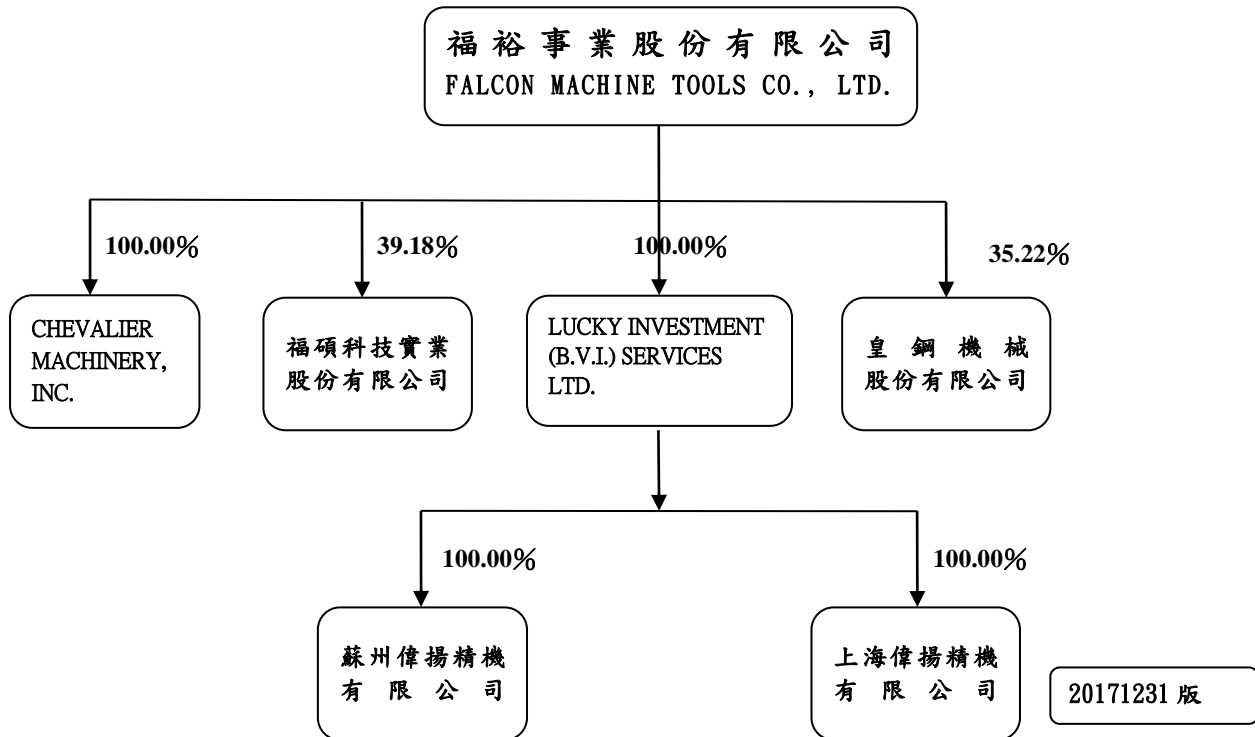 福裕事業股份有限公司
FALCON MACHINE TOOLS CO., LTD.
100.00%
39.18%
100.00%
35.22%
CHEVALIER
MACHINERY,
INC.
福碩科技實業
股份有限公司
LUCKY INVESTMENT
(B.V.I.) SERVICES
LTD.
皇鋼機械
股份有限公司
100.00%
100.00%
蘇州偉揚精機
有限公司
上海偉揚精機
有限公司
20171231 版